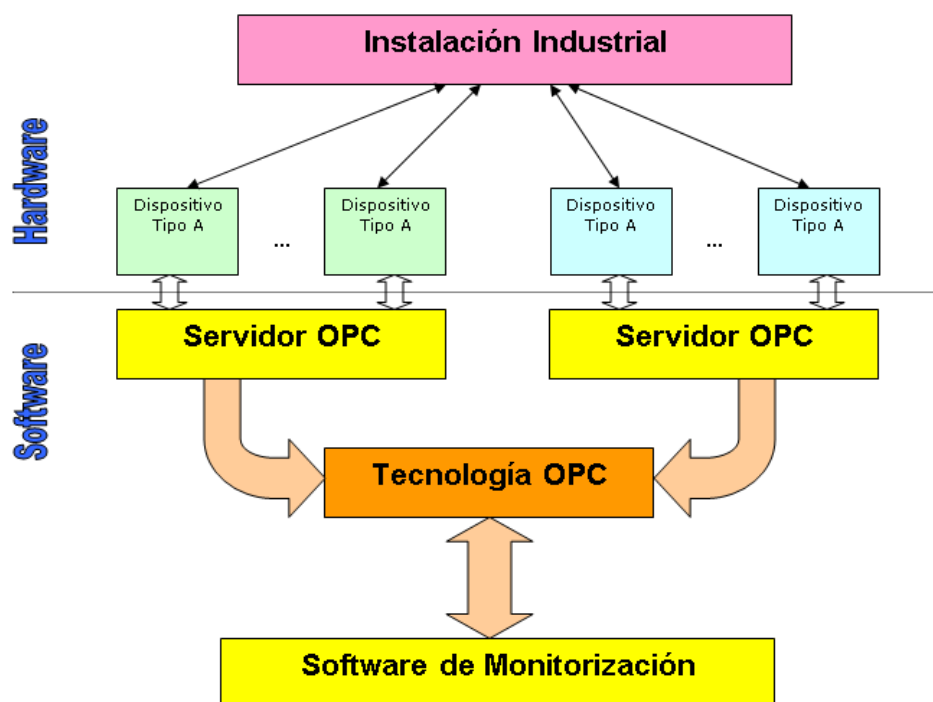 Instalación Industrial
Hardware
Dispositivo
Tipo A
...
Dispositivo
Tipo A
Dispositivo
Tipo A
...
Dispositivo
Tipo A
Software
Servidor OPC
Servidor OPC
Tecnología OPC
Software de Monitorización